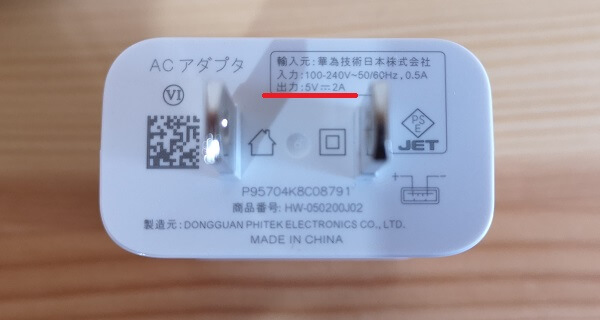 AC アダプタ
VI
輸入元: 華為技術日本株式会社
入力: 100-240V~50/60Hz, 0.5A
出力: 5V⎓2A
PS
E
JET
+ -
P95704K8C08791
商品番号: HW-050200J02
製造元: DONGGUAN PHITEK ELECTRONICS CO., LTD.
MADE IN CHINA